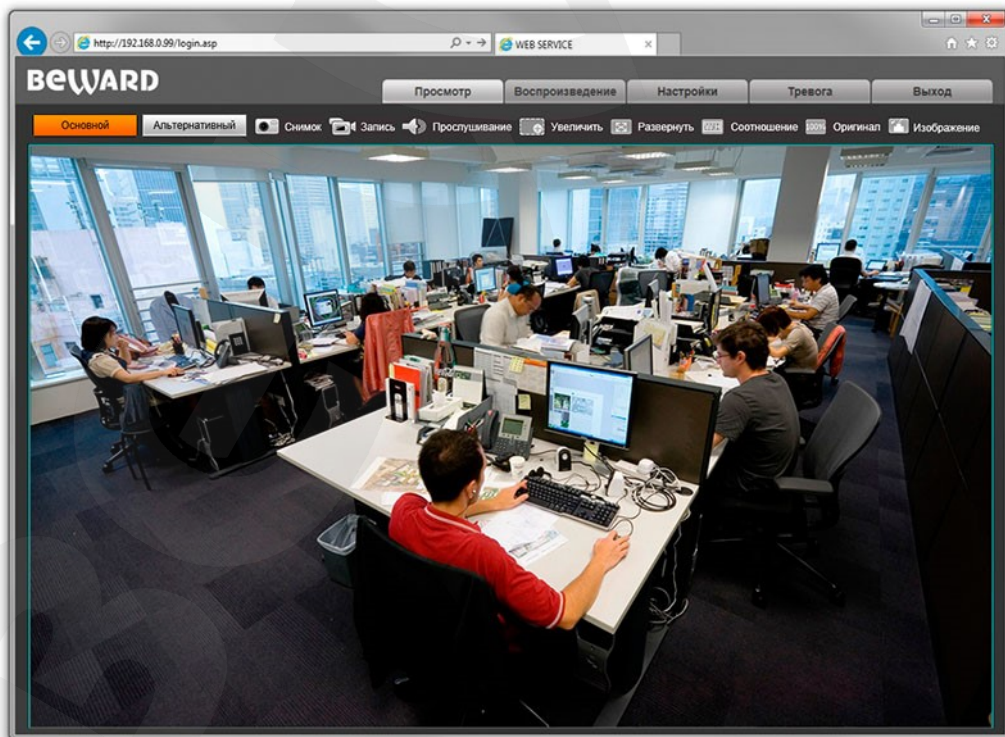 http://192.168.0.99/login.asp
WEB SERVICE
BEWARD
Просмотр Воспроизведение Настройки Тревога Выход
Основной Альтернативный Снимок Запись Прослушивание Увеличить Развернуть Соотношение 100% Оригинал Изображение